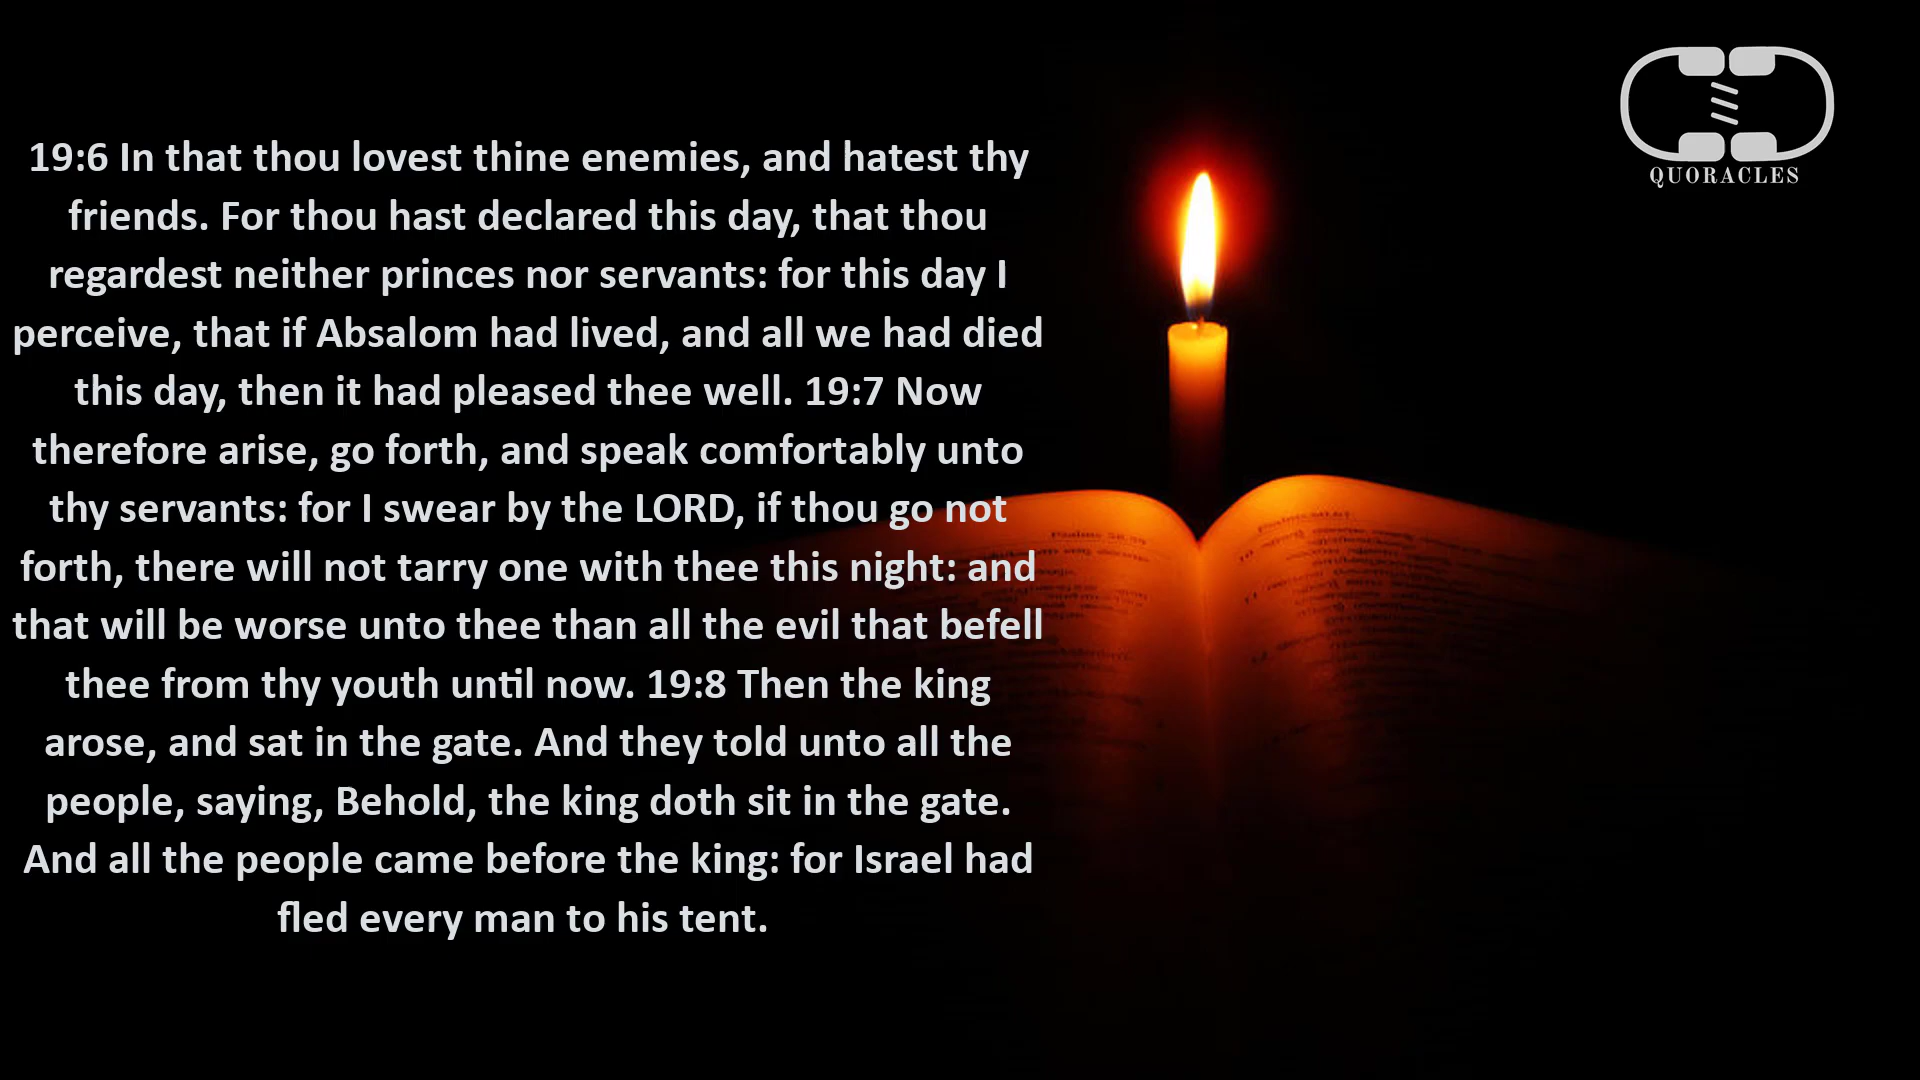 19:6 In that thou lovest thine enemies, and hatest thy
friends. For thou hast declared this day, that thou
regardest neither princes nor servants: for this day I
perceive, that if Absalom had lived, and all we had died
this day, then it had pleased thee well. 19:7 Now
therefore arise, go forth, and speak comfortably unto
thy servants: for I swear by the LORD, if thou go not
forth, there will not tarry one with thee this night: and
that will be worse unto thee than all the evil that befell
thee from thy youth until now. 19:8 Then the king
arose, and sat in the gate. And they told unto all the
people, saying, Behold, the king doth sit in the gate.
And all the people came before the king: for Israel had
fled every man to his tent.
QUORACLES